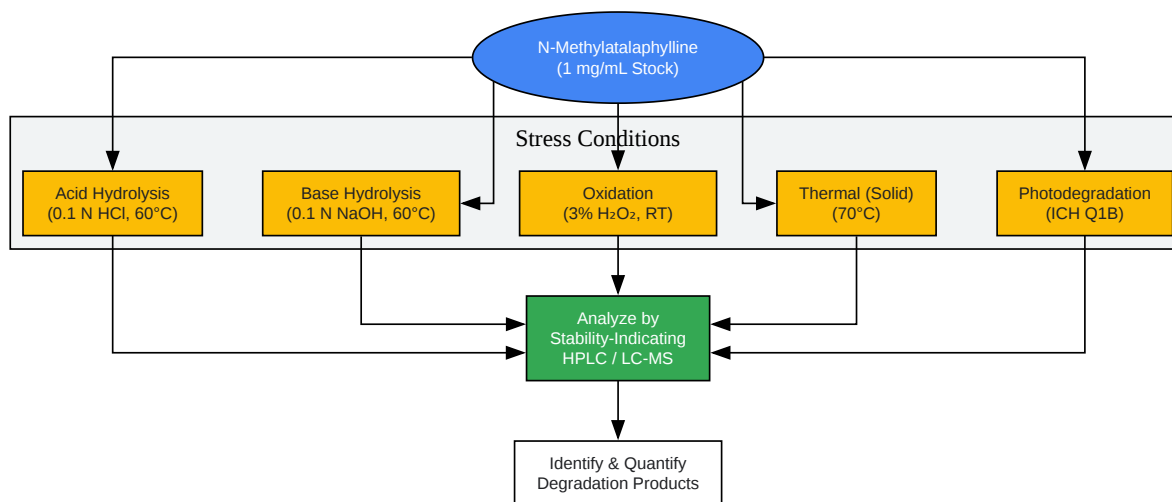 N-Methylatalaphylline
(1 mg/mL Stock)
Stress Conditions
Acid Hydrolysis
(0.1 N HCl, 60°C)
Base Hydrolysis
(0.1 N NaOH, 60°C)
Oxidation
(3% H₂O₂, RT)
Thermal (Solid)
(70°C)
Photodegradation
(ICH Q1B)
Analyze by
Stability-Indicating
HPLC / LC-MS
Identify & Quantify
Degradation Products